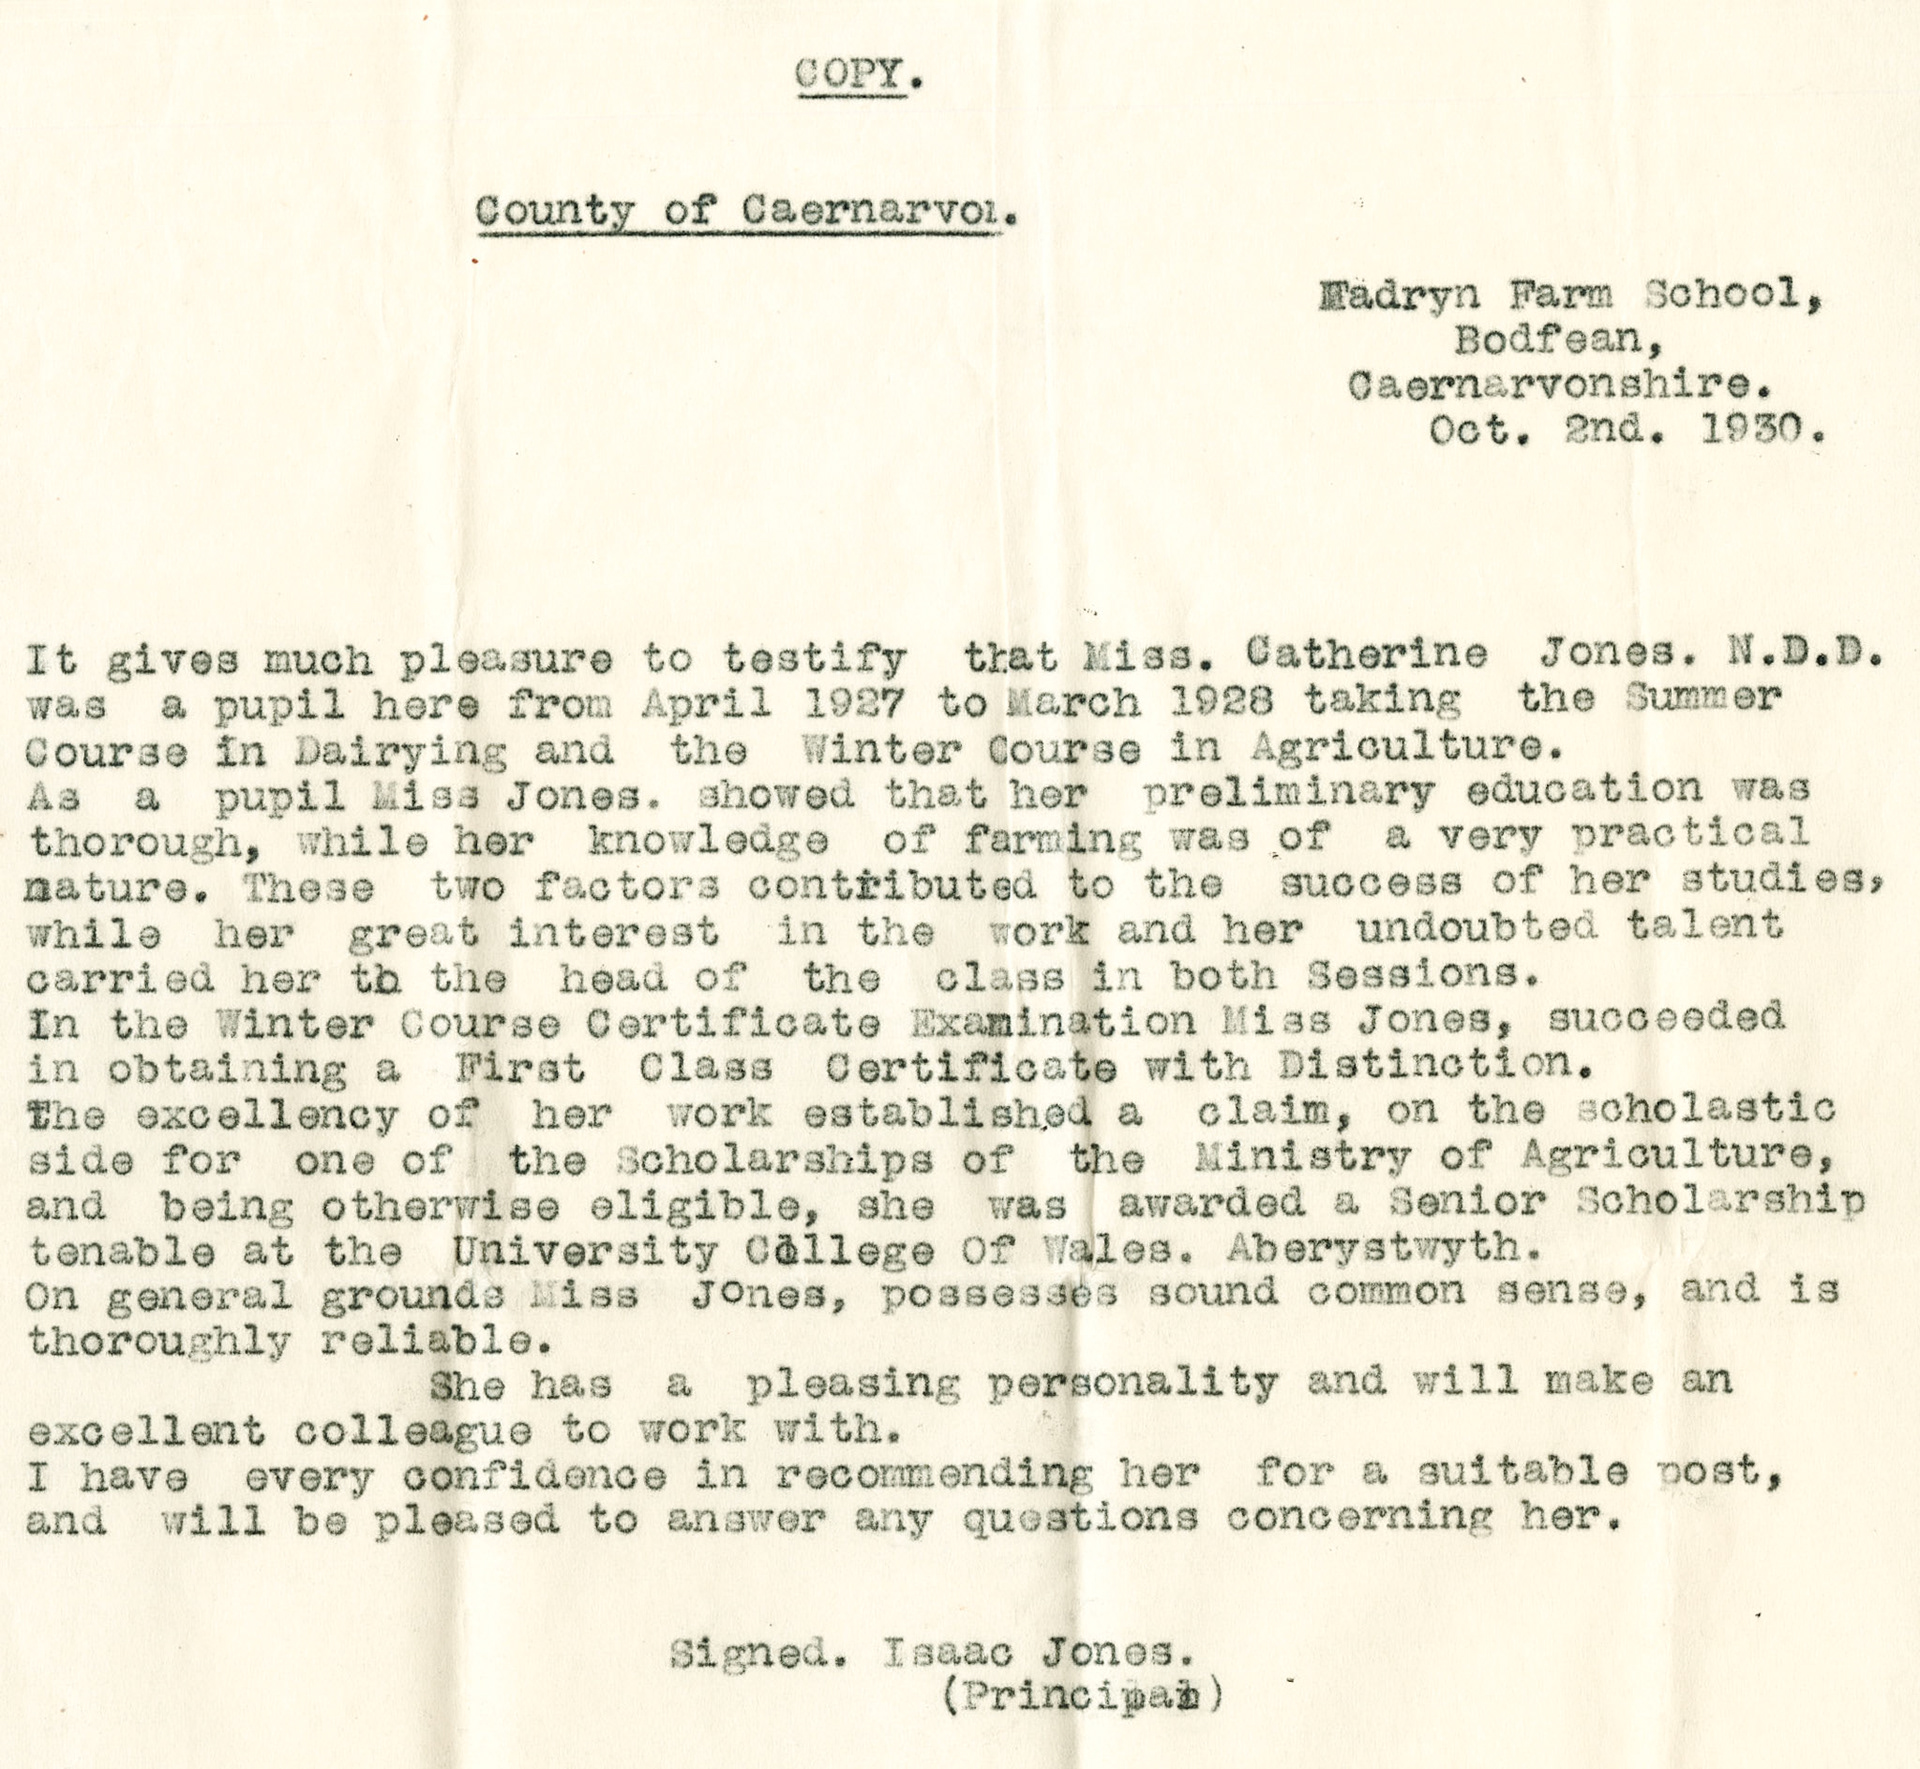 COPY.
County of Caernarvon.
Madryn Farm School,
Bodfean,
Caernarvonshire.
Oct. 2nd. 1930.
It gives much pleasure to testify that Miss. Catherine Jones. N.D.D.
was a pupil here from April 1927 to March 1928 taking the Summer
Course in Dairying and the Winter Course in Agriculture.
As a pupil Miss Jones. showed that her preliminary education was
thorough, while her knowledge of farming was of a very practical
nature. These two factors contributed to the success of her studies,
while her great interest in the work and her undoubted talent
carried her to the head of the class in both Sessions.
In the Winter Course Certificate Examination Miss Jones, succeeded
in obtaining a First Class Certificate with Distinction.
The excellency of her work established a claim, on the scholastic
side for one of the Scholarships of the Ministry of Agriculture,
and being otherwise eligible, she was awarded a Senior Scholarship
tenable at the University College Of Wales. Aberystwyth.
On general grounds Miss Jones, possesses sound common sense, and is
thoroughly reliable.
She has a pleasing personality and will make an
excellent colleague to work with.
I have every confidence in recommending her for a suitable post,
and will be pleased to answer any questions concerning her.
Signed. Isaac Jones.
(Principal)